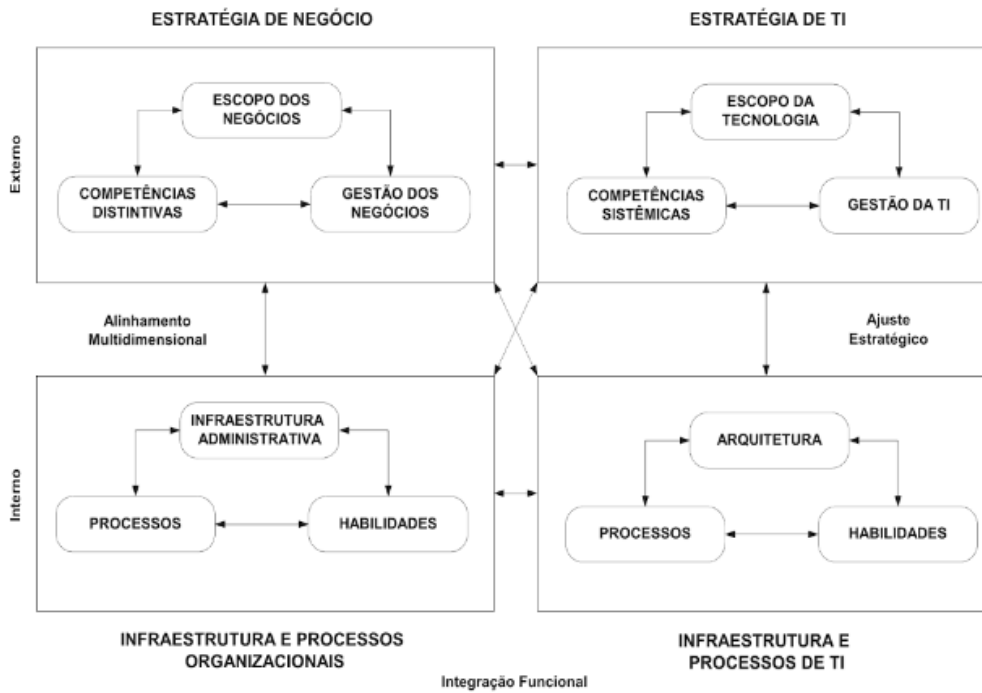 ESTRATÉGIA DE NEGÓCIO
ESTRATÉGIA DE TI
Externo
ESCOPO DOS
NEGÓCIOS
COMPETÊNCIAS
DISTINTIVAS
GESTÃO DOS
NEGÓCIOS
ESCOPO DA
TECNOLOGIA
COMPETÊNCIAS
SISTÊMICAS
GESTÃO DA TI
Alinhamento
Multidimensional
Ajuste
Estratégico
Interno
INFRAESTRUTURA
ADMINISTRATIVA
PROCESSOS
HABILIDADES
ARQUITETURA
PROCESSOS
HABILIDADES
INFRAESTRUTURA E PROCESSOS
ORGANIZACIONAIS
INFRAESTRUTURA E
PROCESSOS DE TI
Integração Funcional